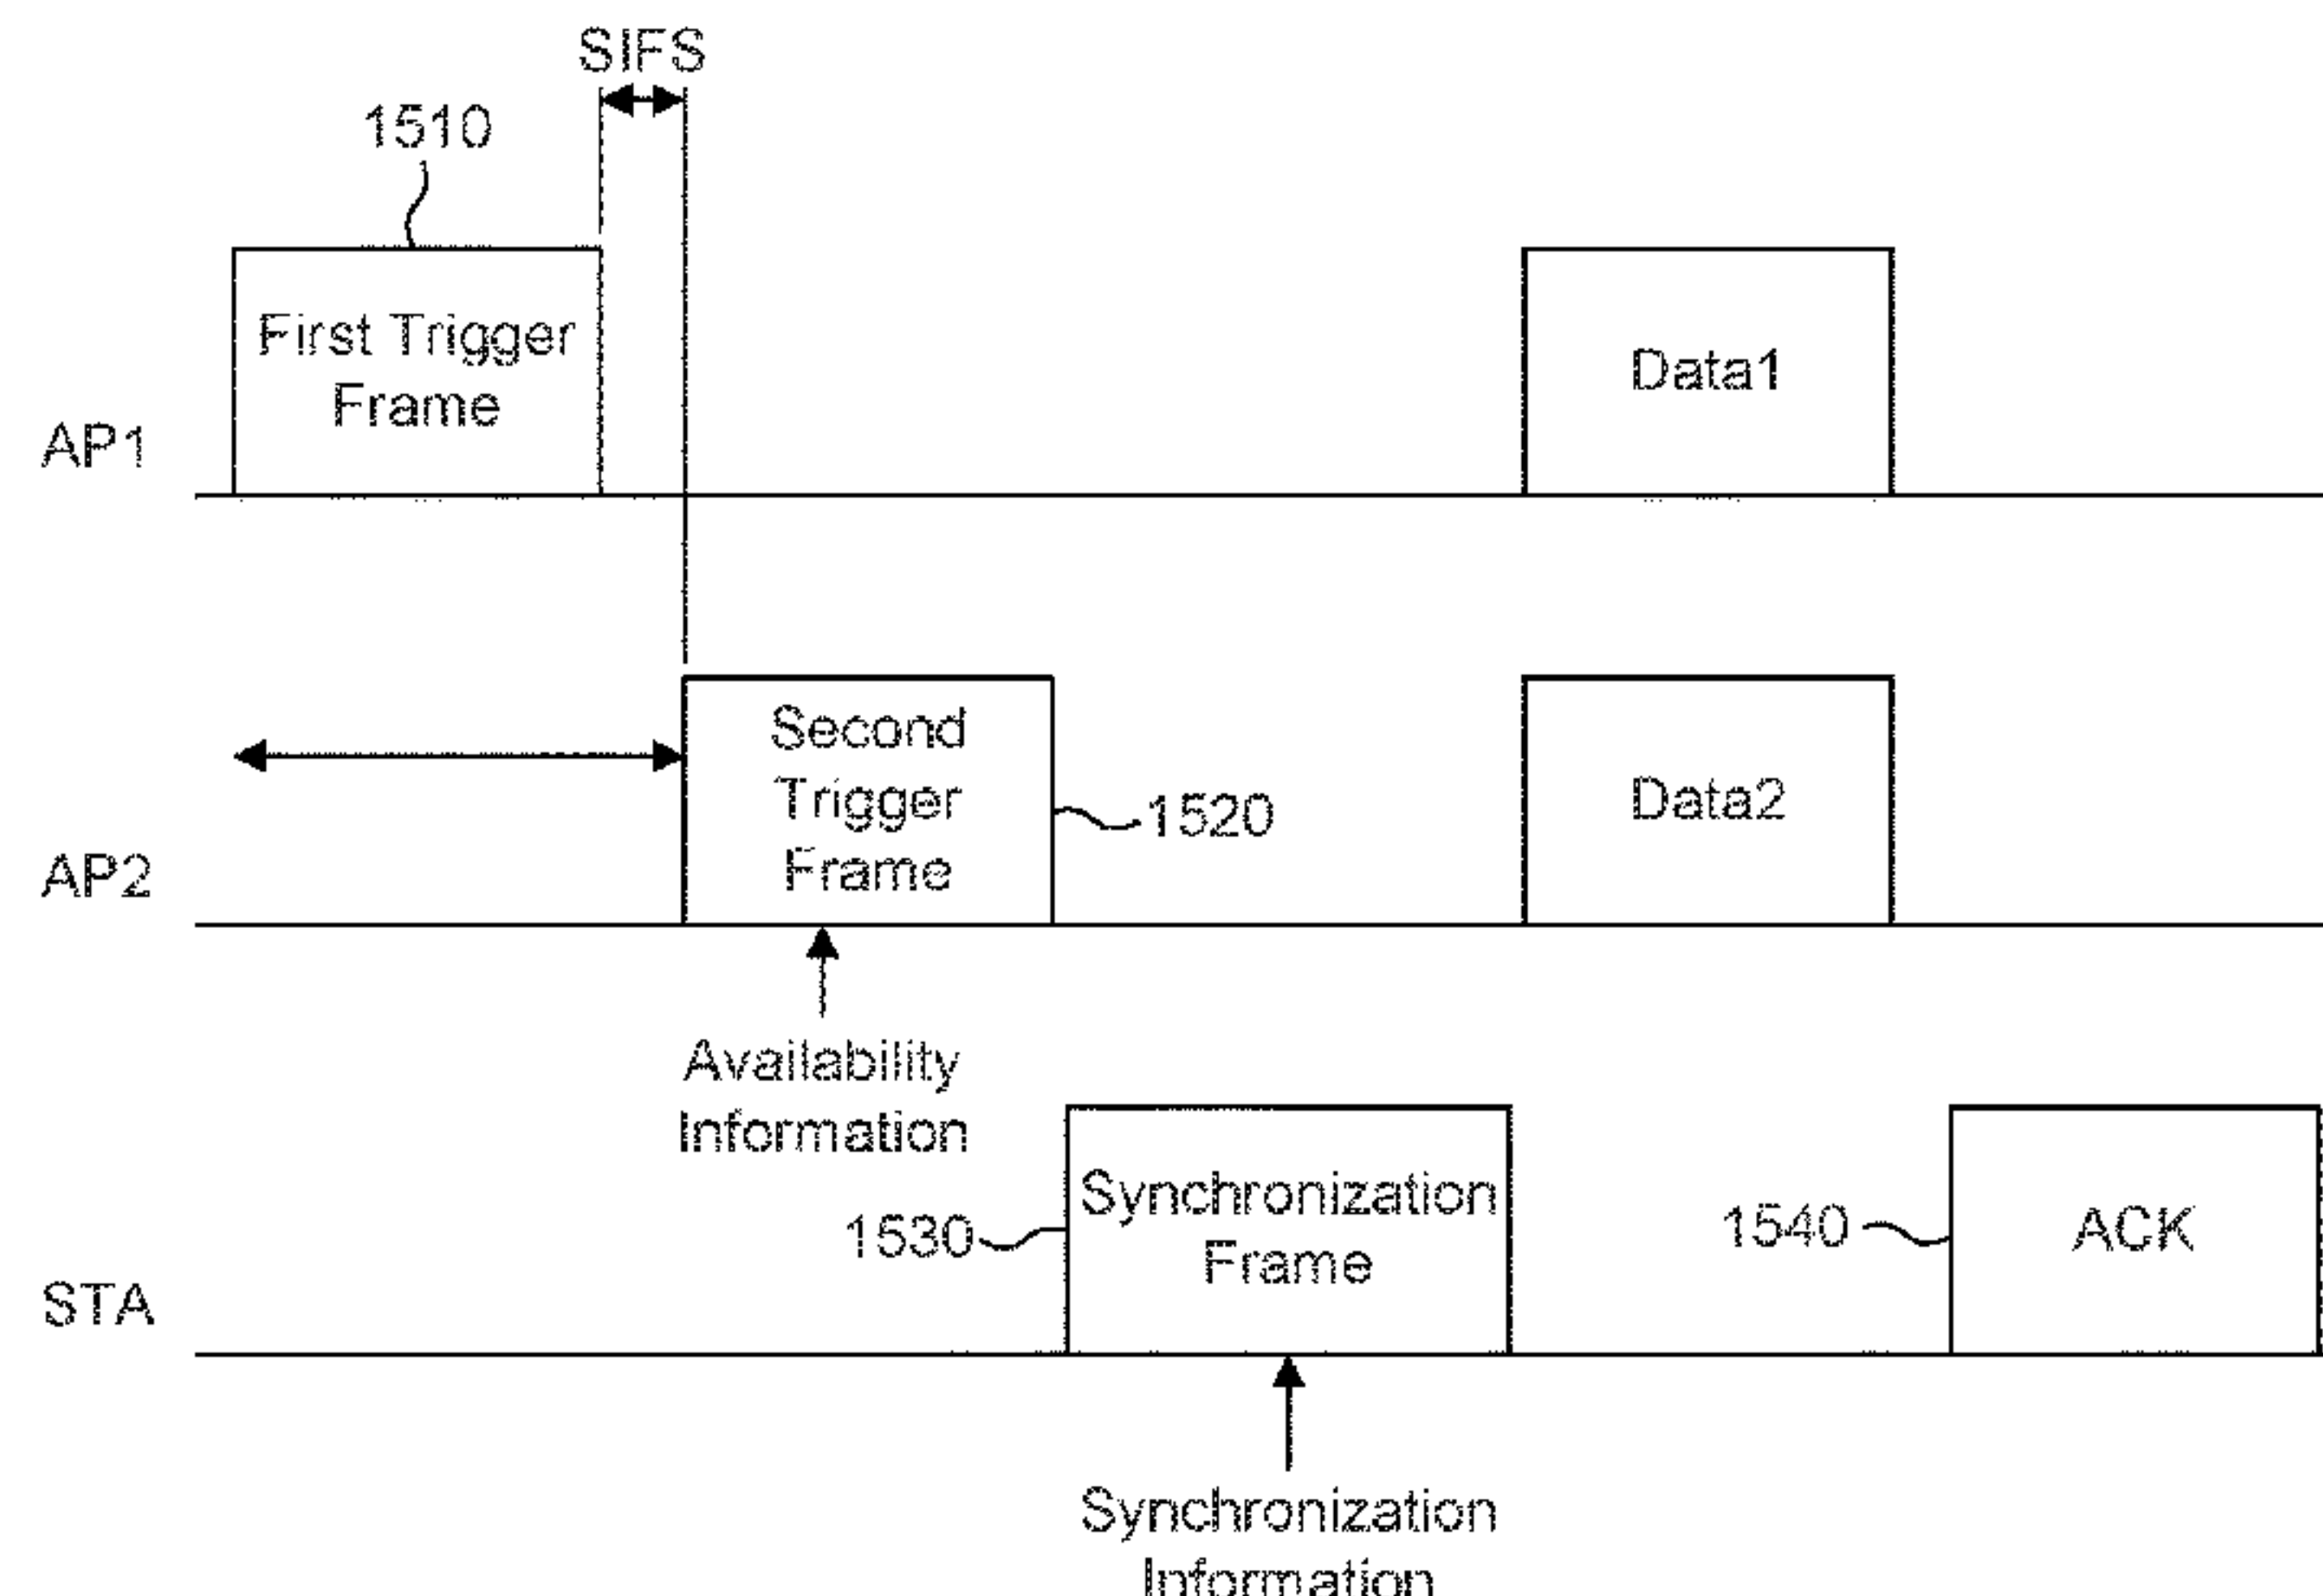 SIFS
1510
First Trigger
Frame
Data1
AP1
Second
Trigger
Frame
1520
Data2
AP2
Availability
Information
Synchronization
Frame
1530
1540
ACK
STA
Synchronization
Information